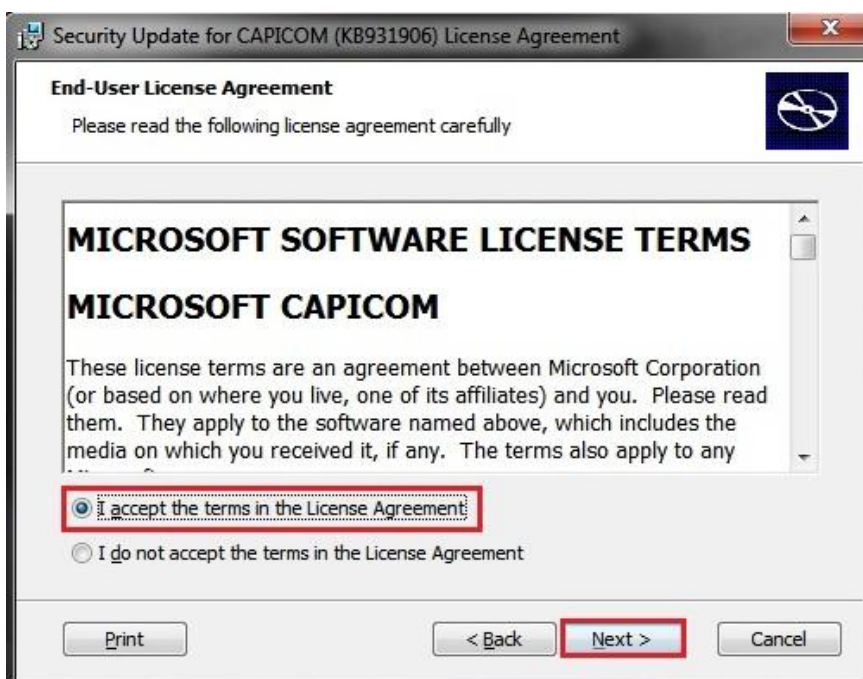 Security Update for CAPICOM (KB931906) License Agreement
End-User License Agreement
Please read the following license agreement carefully
MICROSOFT SOFTWARE LICENSE TERMS
MICROSOFT CAPICOM
These license terms are an agreement between Microsoft Corporation
(or based on where you live, one of its affiliates) and you.  Please read
them.  They apply to the software named above, which includes the
media on which you received it, if any.  The terms also apply to any
I accept the terms in the License Agreement
I do not accept the terms in the License Agreement
Print
< Back
Next >
Cancel